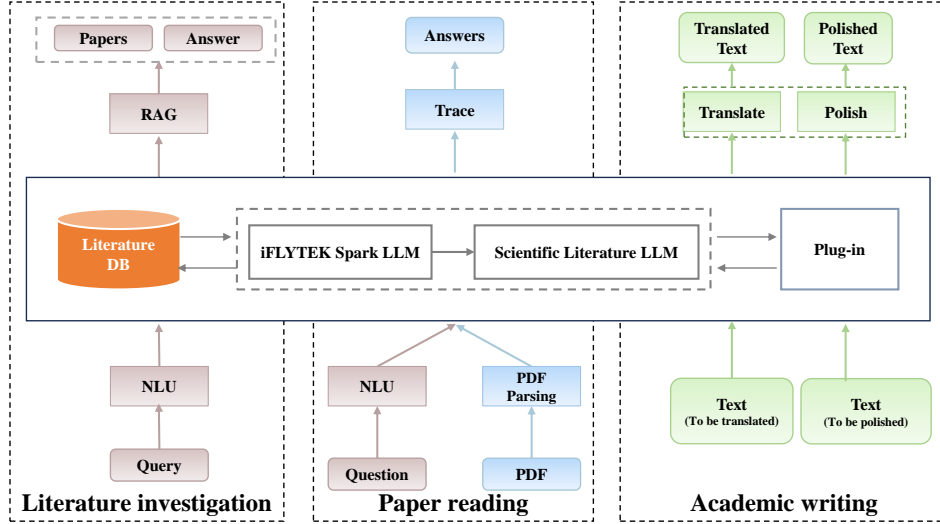 Papers
Answer
RAG
Answers
Trace
Translated
Text
Polished
Text
Translate
Polish
Literature
DB
iFLYTEK Spark LLM
Scientific Literature LLM
Plug-in
NLU
Query
NLU
PDF
Parsing
Question
PDF
Text
(To be translated)
Text
(To be polished)
Literature investigation
Paper reading
Academic writing